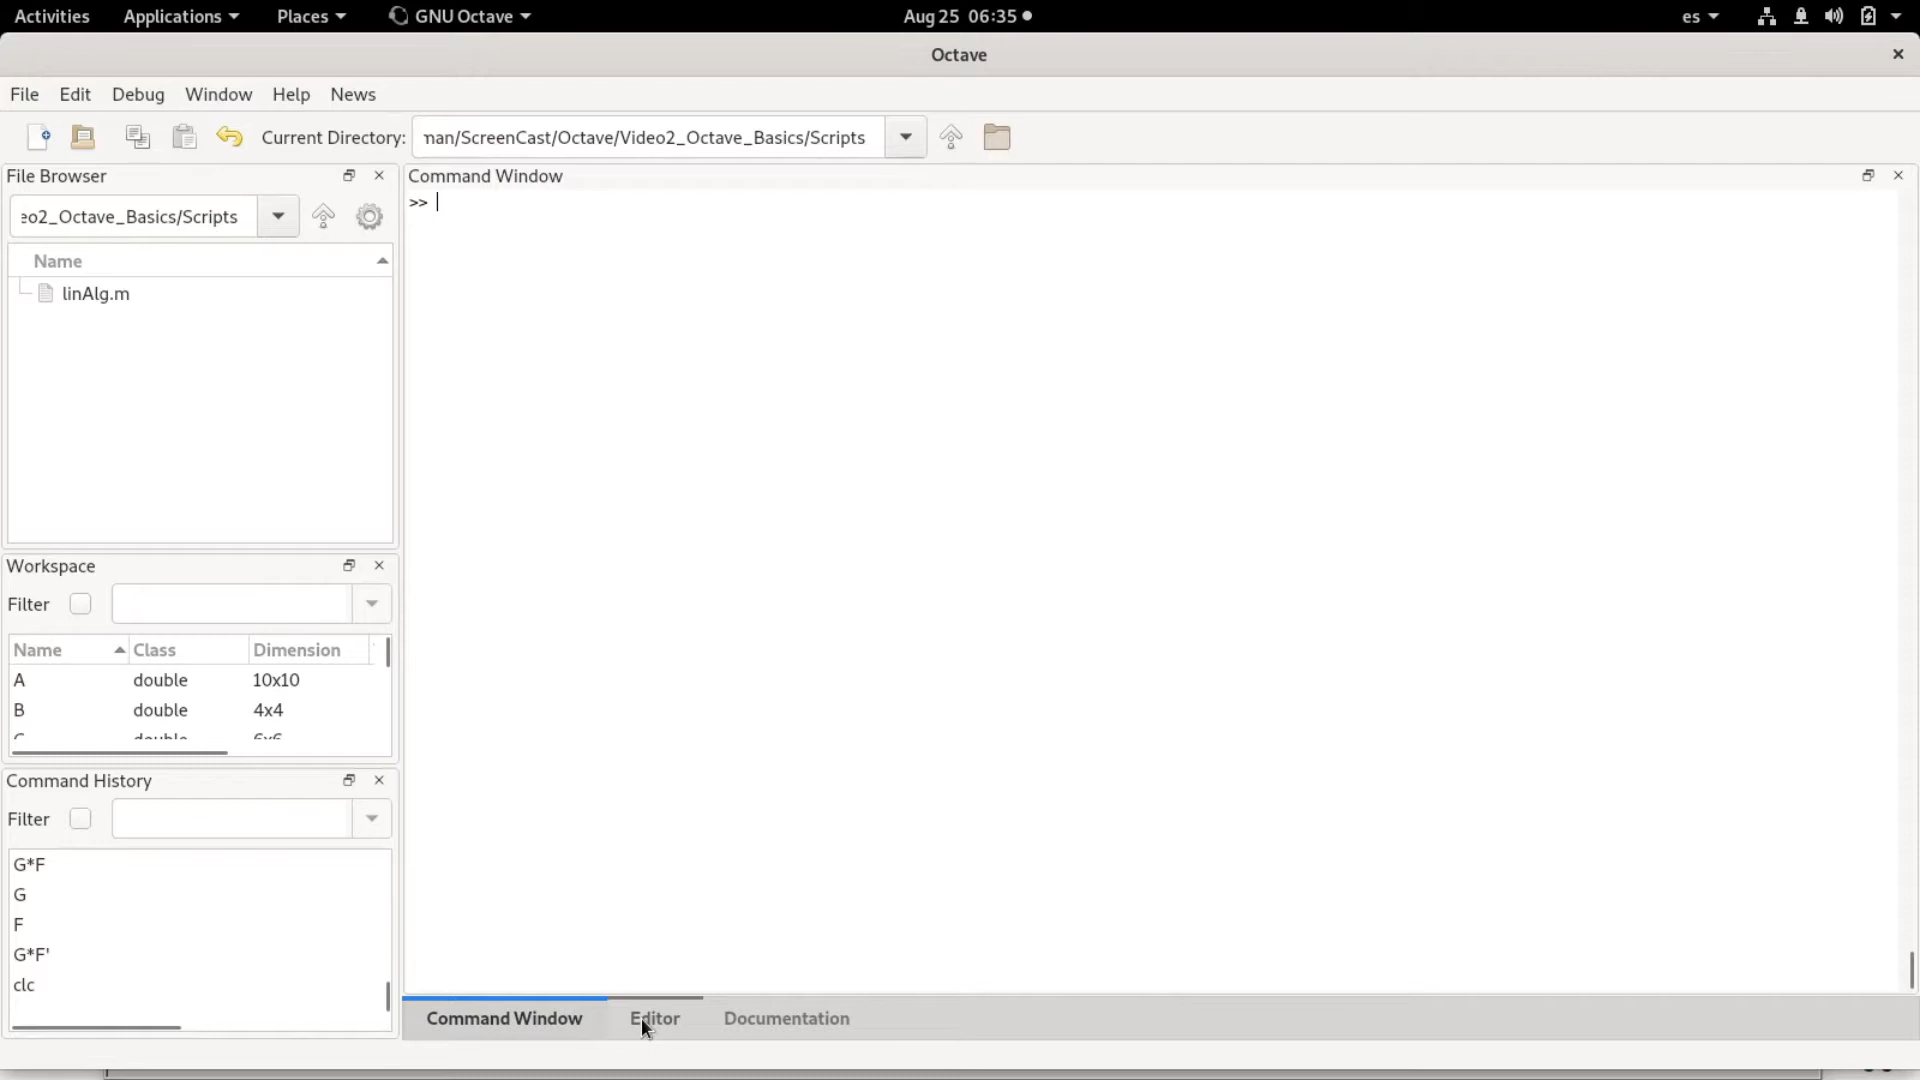 Activities Applications Places GNU Octave Aug 25 06:35 es
Octave
File Edit Debug Window Help News
Current Directory: nan/ScreenCast/Octave/Video2_Octave_Basics/Scripts
File Browser
eo2_Octave_Basics/Scripts
Name
linAlg.m
Workspace
Filter
Name Class Dimension
A double 10x10
B double 4x4
C double 6x6
Command History
Filter
G*F
G
F
G*F'
clc
Command Window
>>
Command Window Editor Documentation